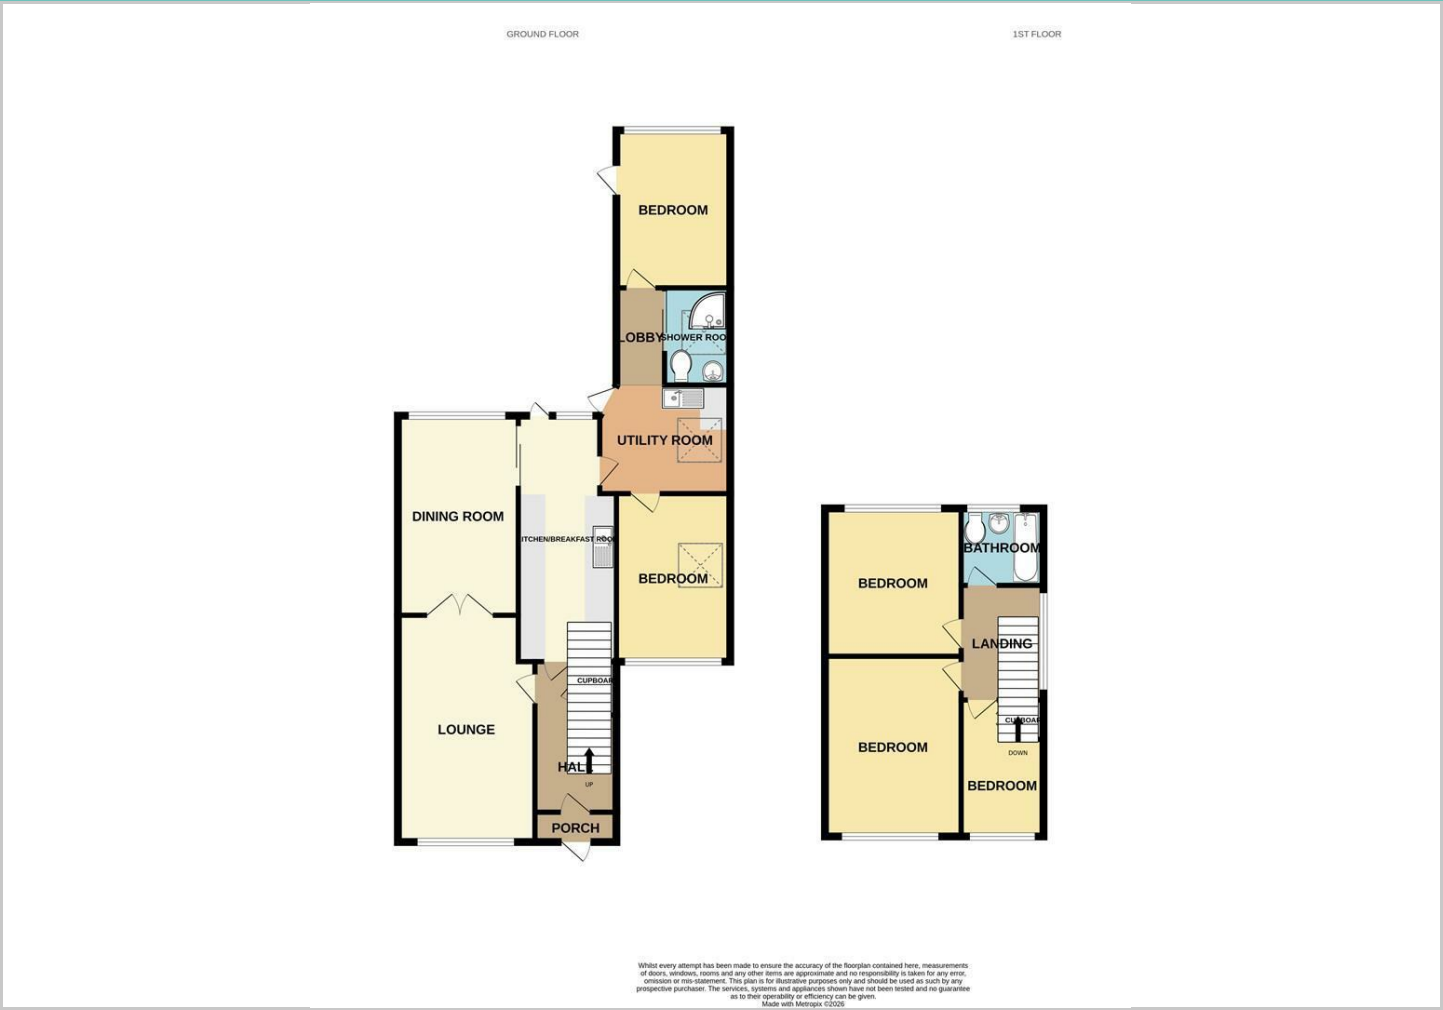 GROUND FLOOR
1ST FLOOR
BEDROOM
LOBBY
SHOWER ROO
UTILITY ROOM
DINING ROOM
ITCHEN/BREAKFAST ROO
BEDROOM
CUPBOAR
LOUNGE
HALL
UP
PORCH
BATHROOM
BEDROOM
LANDING
CUPBOAR
BEDROOM
DOWN
BEDROOM
Whilst every attempt has been made to ensure the accuracy of the floorplan contained here, measurements
of doors, windows, rooms and any other items are approximate and no responsibility is taken for any error,
omission or mis-statement. This plan is for illustrative purposes only and should be used as such by any
prospective purchaser. The services, systems and appliances shown have not been tested and no guarantee
as to their operability or efficiency can be given.
Made with Metropix ©2026